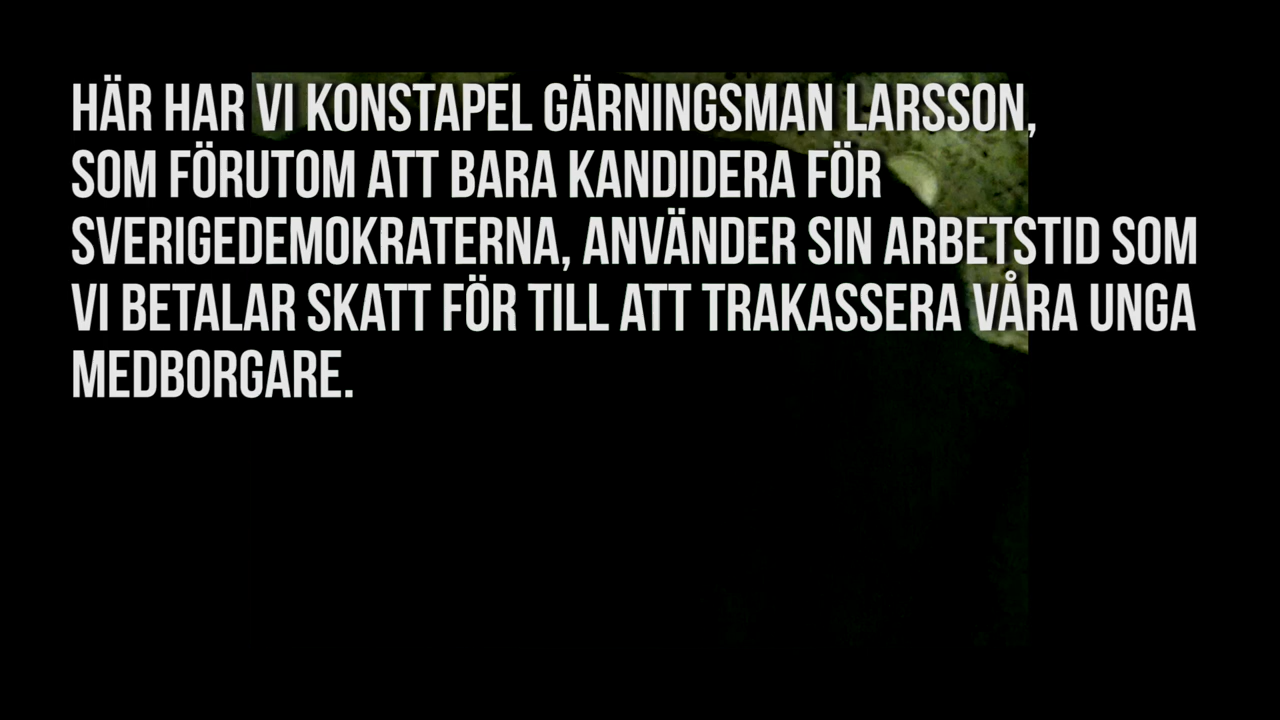 HÄR HAR VI KONSTAPEL GÄRNINGSMAN LARSSON,
SOM FÖRUTOM ATT BARA KANDIDERA FÖR
SVERIGEDEMOKRATERNA, ANVÄNDER SIN ARBETSTID SOM
VI BETALAR SKATT FÖR TILL ATT TRAKASSERA VÅRA UNGA
MEDBORGARE.